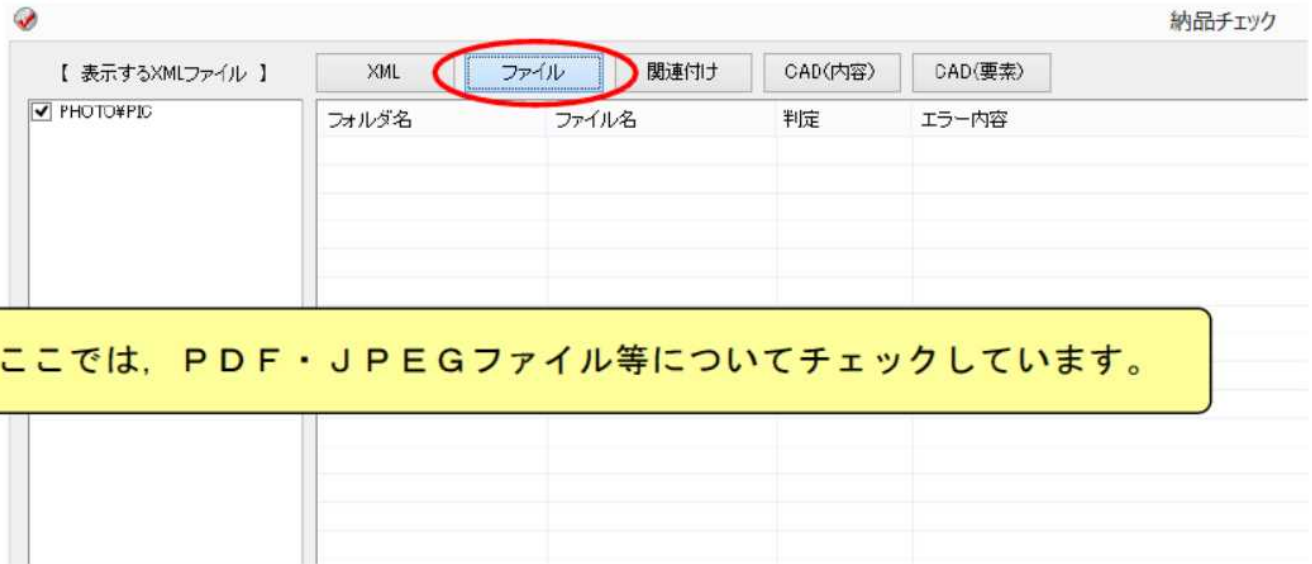 納品チェック
【 表示するXMLファイル 】
XML ファイル 関連付け CAD(内容) CAD(要素)
PHOTO¥PIC
フォルダ名 ファイル名 判定 エラー内容
ここでは，ＰＤＦ・ＪＰＥＧファイル等についてチェックしています。